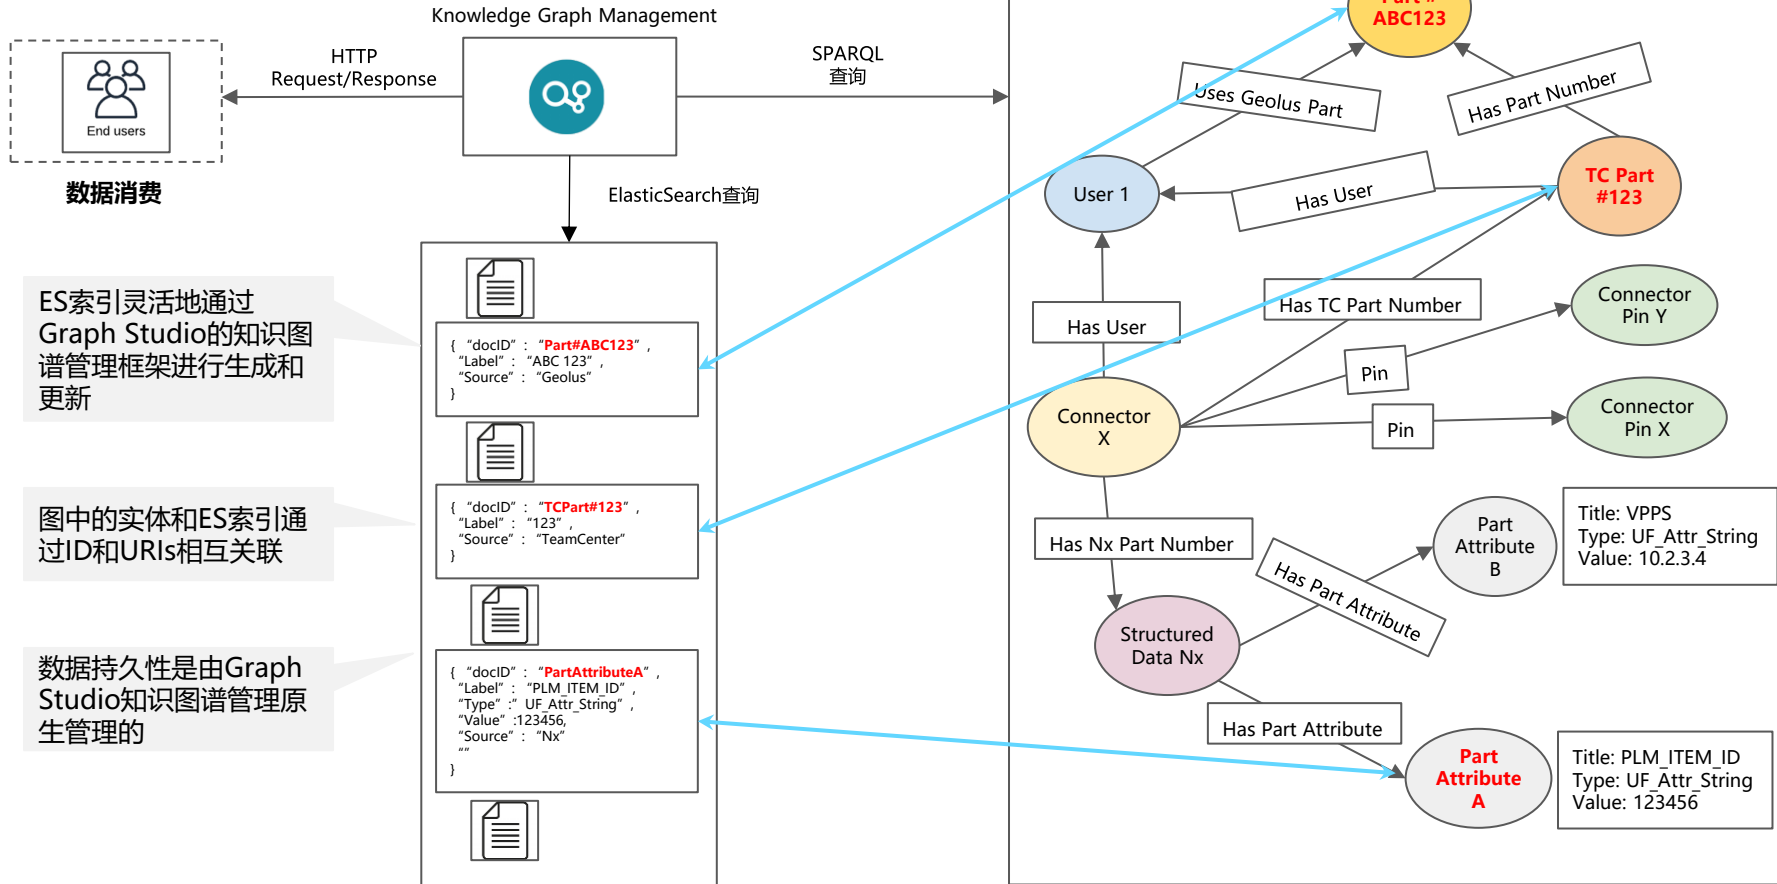 Knowledge Graph Management
HTTP
Request/Response
End users
数据消费
SPARQL
查询
ElasticSearch查询
ES索引灵活地通过
Graph Studio的知识图
谱管理框架进行生成和
更新
图中的实体和ES索引通
过ID和URIs相互关联
数据持久性是由Graph
Studio知识图谱管理原
生管理的
{ “docID” : “Part#ABC123” ,
“Label” : “ABC 123” ,
“Source” : “Geolus”
}
{ “docID” : “TCPart#123” ,
“Label” : “123” ,
“Source” : “TeamCenter”
}
{ “docID” : “PartAttributeA” ,
“Label” : “PLM_ITEM_ID” ,
“Type” :” UF_Attr_String” ,
“Value” :123456,
“Source” : “Nx”
“”
}
Part #
ABC123
Uses Geolus Part
Has Part Number
User 1
Has User
TC Part
#123
Has User
Has TC Part Number
Connector
Pin Y
Pin
Connector
X
Pin
Connector
Pin X
Has Nx Part Number
Has Part Attribute
Part
Attribute
B
Title: VPPS
Type: UF_Attr_String
Value: 10.2.3.4
Structured
Data Nx
Has Part Attribute
Part
Attribute
A
Title: PLM_ITEM_ID
Type: UF_Attr_String
Value: 123456